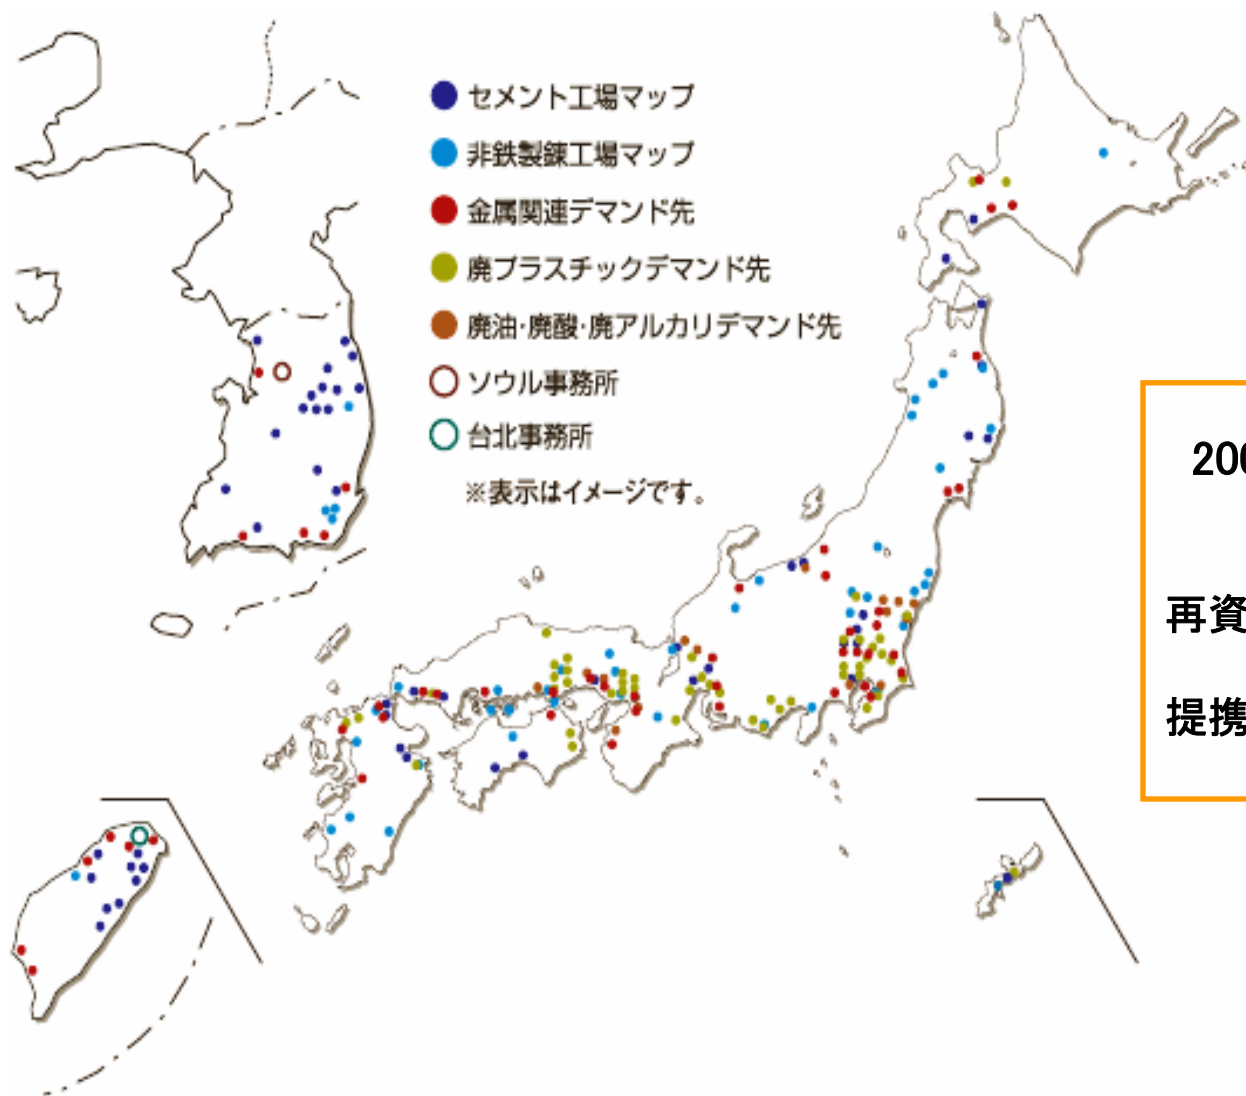 セメント工場マップ
非鉄製錬工場マップ
金属関連デマンド先
廃プラスチックデマンド先
廃油・廃酸・廃アルカリデマンド先
ソウル事務所
台北事務所
※表示はイメージです。
200
再資
提携